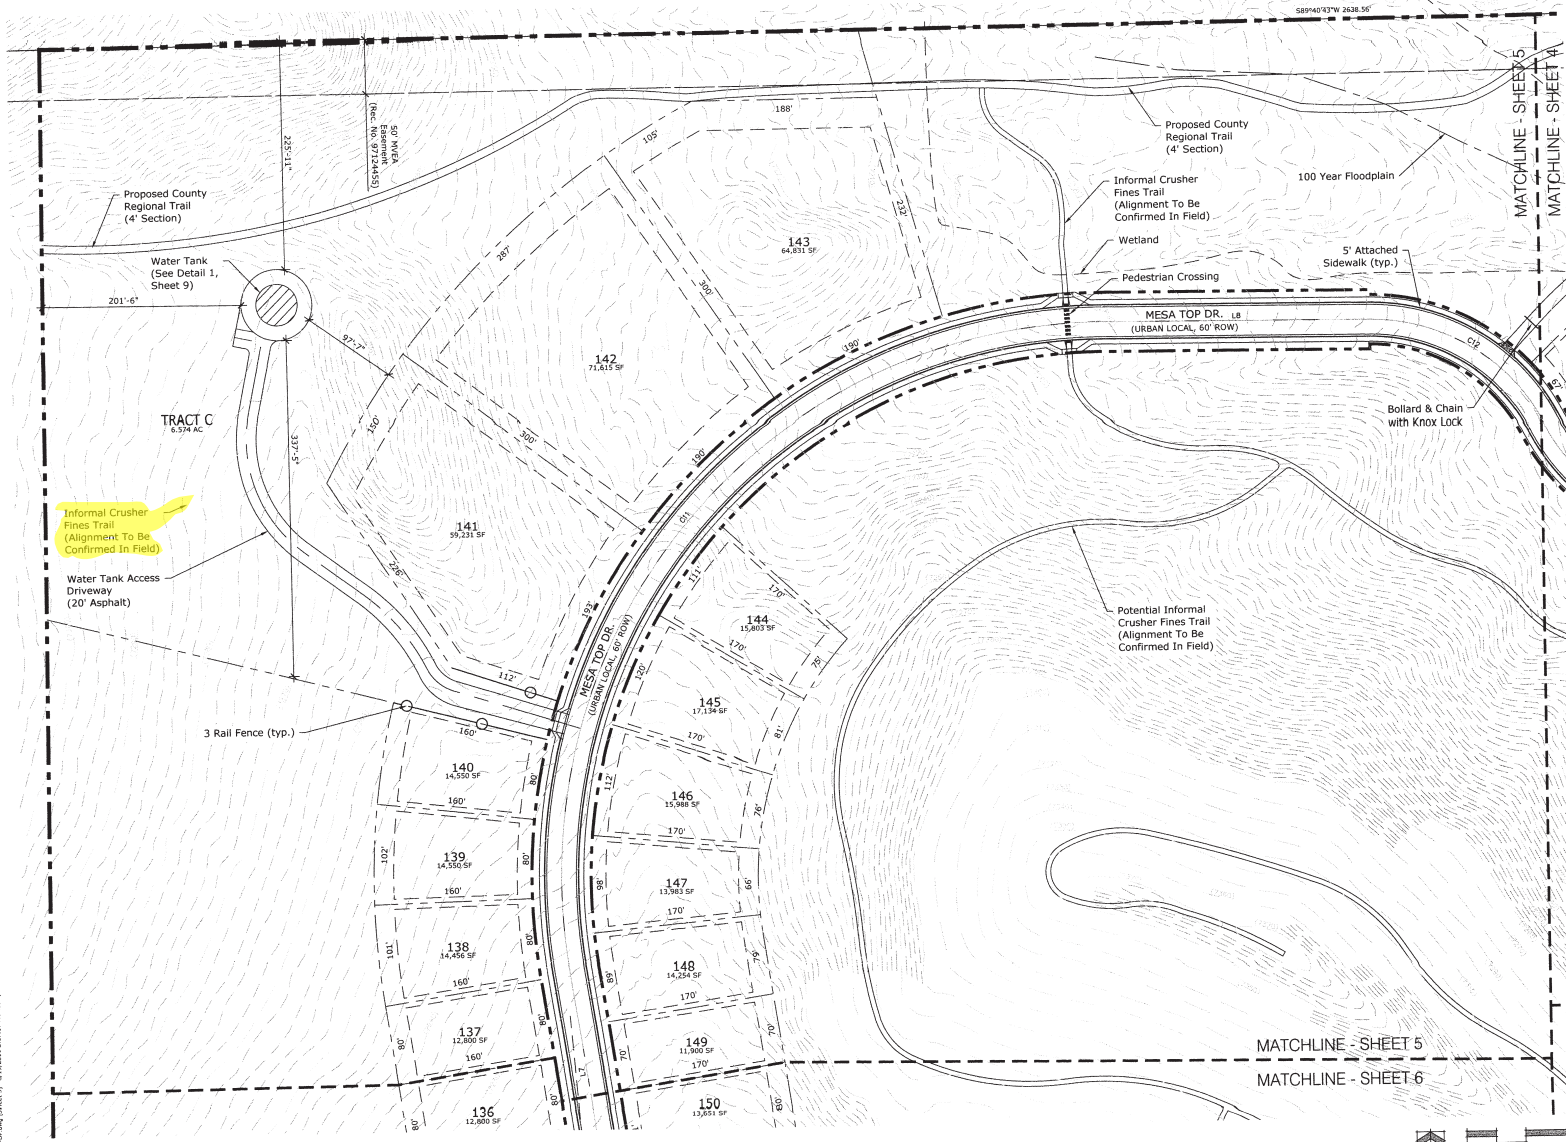 S89°40'43"W 2638.56'
MATCHLINE - SHEET 5
MATCHLINE - SHEET 4
50' MVEA
Easement
(Rec. No. 97124455)
225'-11"
188'
105'
Proposed County
Regional Trail
(4' Section)
100 Year Floodplain
Informal Crusher
Fines Trail
(Alignment To Be
Confirmed In Field)
Proposed County
Regional Trail
(4' Section)
232'
Wetland
143
64,831 SF
287'
5' Attached
Sidewalk (typ.)
Water Tank
(See Detail 1,
Sheet 9)
Pedestrian Crossing
300'
201'-6"
MESA TOP DR. L8
(URBAN LOCAL, 60' ROW)
97'-7"
190'
C12
142
71,615 SF
67
Bollard & Chain
with Knox Lock
TRACT C
6.574 AC
150'
300'
337'-5"
190'
Informal Crusher
Fines Trail
(Alignment To Be
Confirmed In Field)
141
59,231 SF
C11
226'
Water Tank Access
Driveway
(20' Asphalt)
111'
170'
193'
Potential Informal
Crusher Fines Trail
(Alignment To Be
Confirmed In Field)
144
15,803 SF
MESA TOP DR.
(URBAN LOCAL, 60' ROW)
170'
75'
120'
112'
145
17,134 SF
3 Rail Fence (typ.)
160'
170'
81'
140
14,550 SF
80'
112'
146
15,988 SF
76'
160'
170'
102'
139
14,550 SF
80'
98'
147
13,983 SF
66'
160'
170'
101'
138
14,456 SF
80'
89'
148
14,254 SF
79'
160'
170'
80'
137
12,800 SF
80'
70'
149
11,900 SF
70'
MATCHLINE - SHEET 5
160'
170'
MATCHLINE - SHEET 6
L7
80'
136
12,800 SF
80'
150
13,651 SF
80'